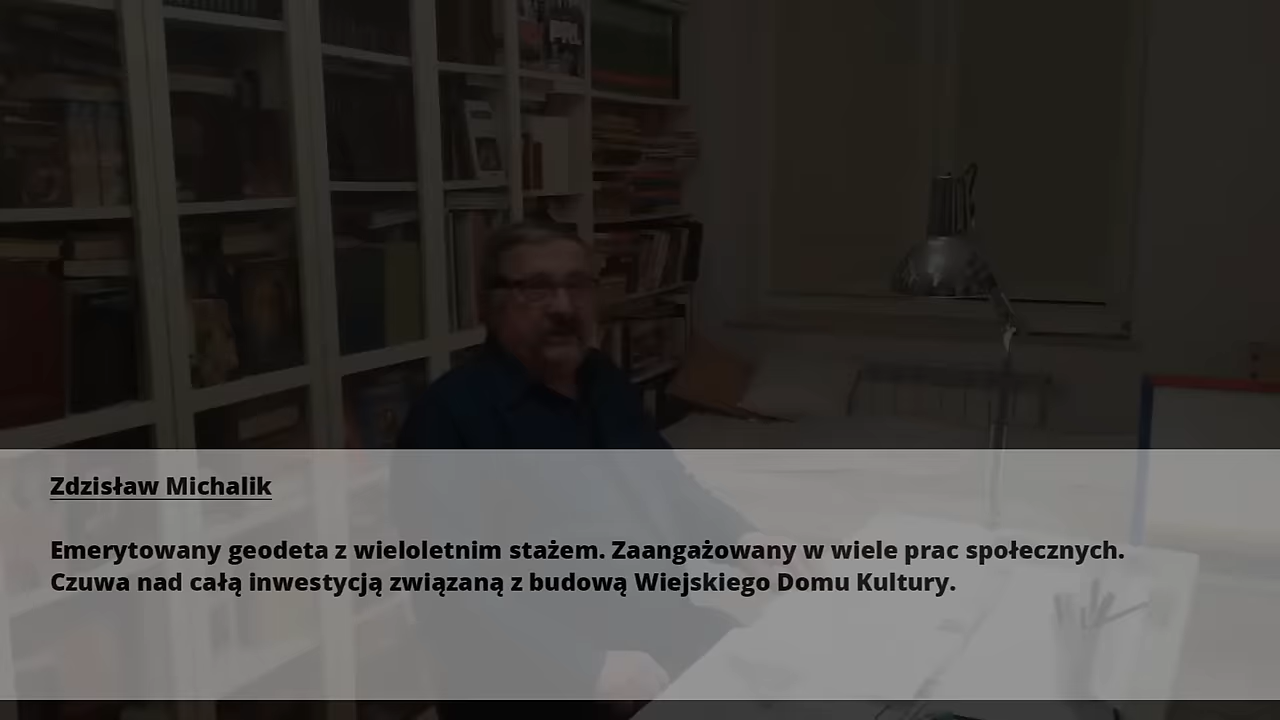 Zdzisław Michalik
Emerytowany geodeta z wieloletnim stażem. Zaangażowany w wiele prac społecznych.
Czuwa nad całą inwestycją związaną z budową Wiejskiego Domu Kultury.